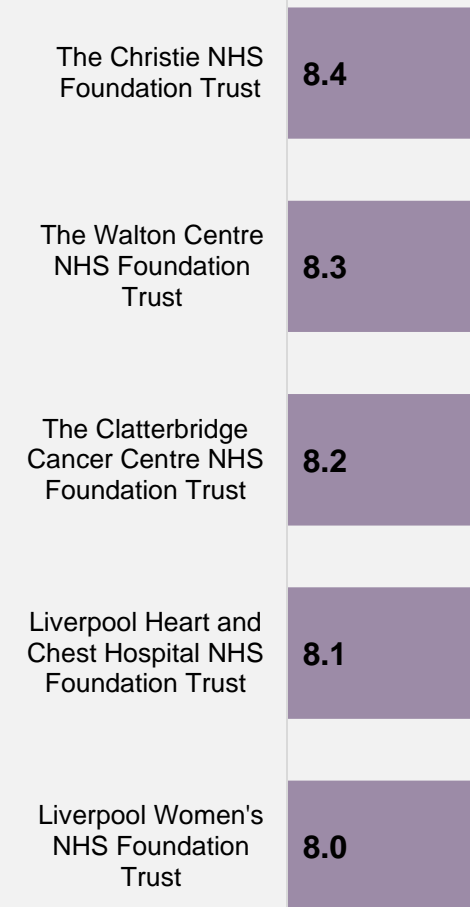 The Christie NHS
Foundation Trust
8.4
The Walton Centre
NHS Foundation
Trust
8.3
The Clatterbridge
Cancer Centre NHS
Foundation Trust
8.2
Liverpool Heart and
Chest Hospital NHS
Foundation Trust
8.1
Liverpool Women's
NHS Foundation
Trust
8.0